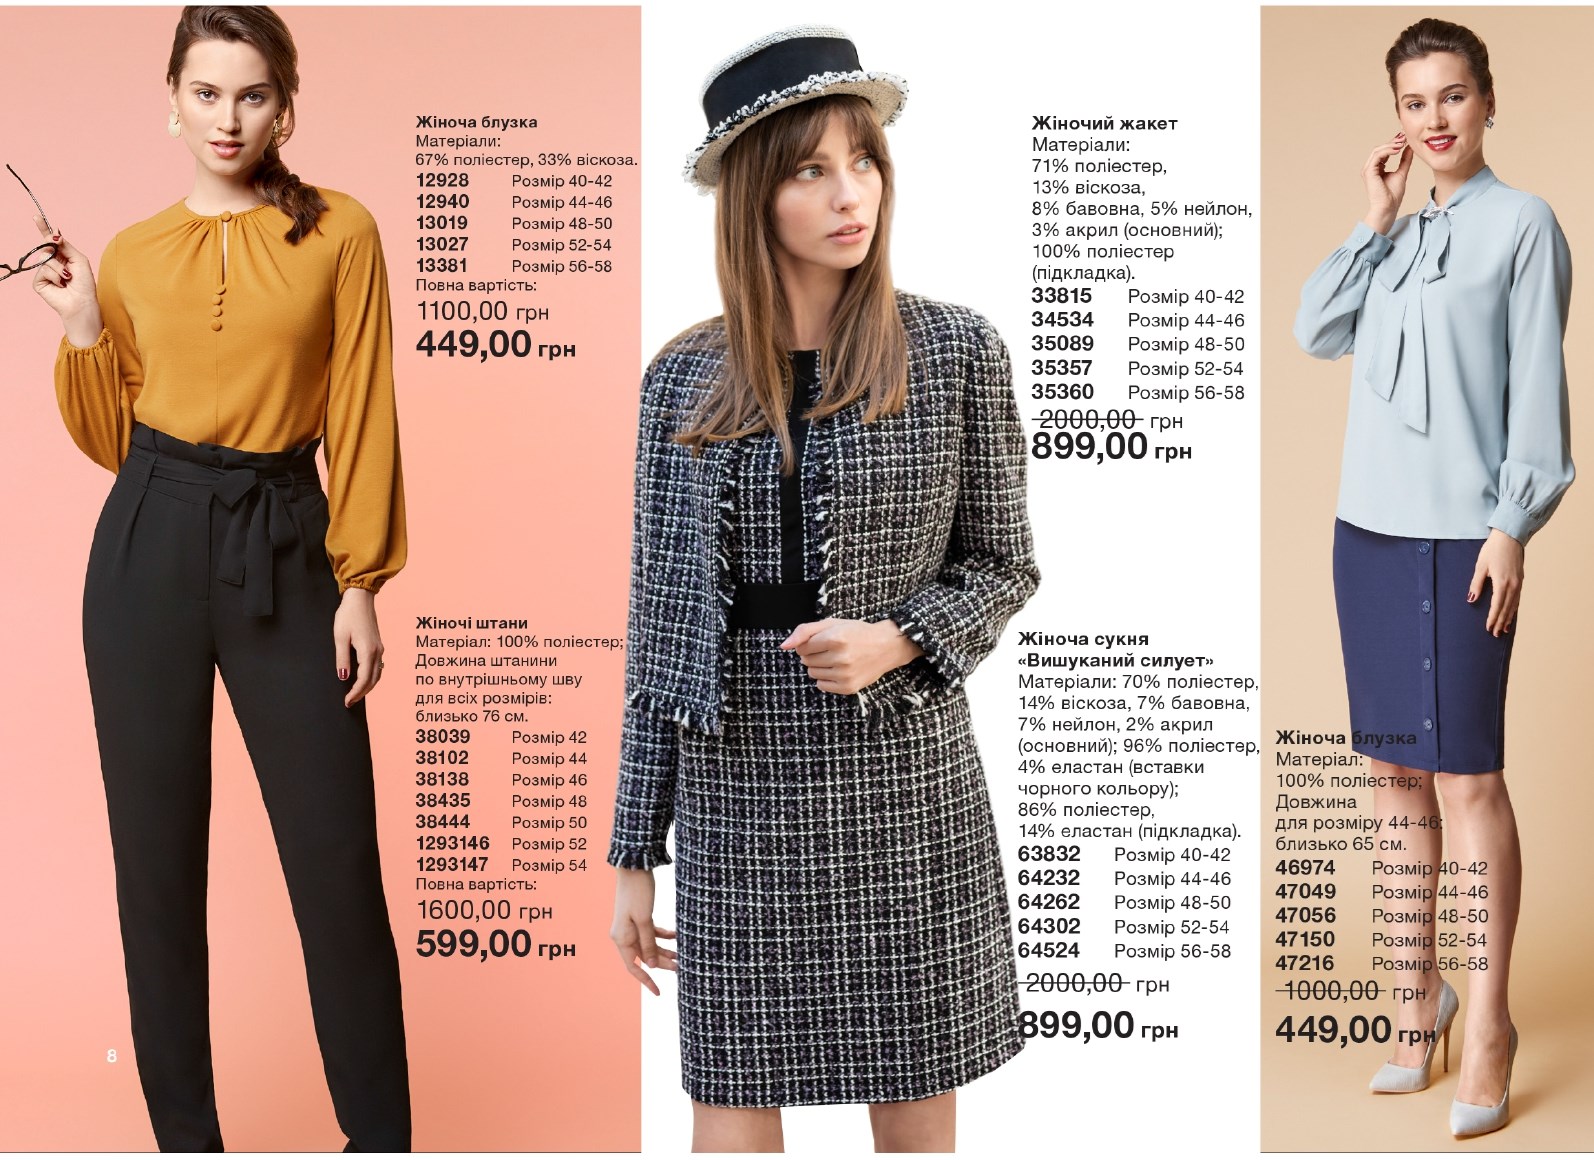 Жіноча блузка
Матеріали:
67% поліестер, 33% віскоза.
12928 Розмір 40-42
12940 Розмір 44-46
13019 Розмір 48-50
13027 Розмір 52-54
13381 Розмір 56-58
Повна вартість:
1100,00 грн
449,00 грн
Жіночі штани
Матеріал: 100% поліестер;
Довжина штанини
по внутрішньому шву
для всіх розмірів:
близько 76 см.
38039 Розмір 42
38102 Розмір 44
38138 Розмір 46
38435 Розмір 48
38444 Розмір 50
1293146 Розмір 52
1293147 Розмір 54
Повна вартість:
1600,00 грн
599,00 грн
8
Жіночий жакет
Матеріали:
71% поліестер,
13% віскоза,
8% бавовна, 5% нейлон,
3% акрил (основний);
100% поліестер
(підкладка).
33815 Розмір 40-42
34534 Розмір 44-46
35089 Розмір 48-50
35357 Розмір 52-54
35360 Розмір 56-58
2000,00 грн
899,00 грн
Жіноча сукня
«Вишуканий силует»
Матеріали: 70% поліестер,
14% віскоза, 7% бавовна,
7% нейлон, 2% акрил
(основний); 96% поліестер,
4% еластан (вставки
чорного кольору);
86% поліестер,
14% еластан (підкладка).
63832 Розмір 40-42
64232 Розмір 44-46
64262 Розмір 48-50
64302 Розмір 52-54
64524 Розмір 56-58
2000,00 грн
899,00 грн
Жіноча блузка
Матеріал:
100% поліестер;
Довжина
для розміру 44-46:
близько 65 см.
46974 Розмір 40-42
47049 Розмір 44-46
47056 Розмір 48-50
47150 Розмір 52-54
47216 Розмір 56-58
1000,00 грн
449,00 грн